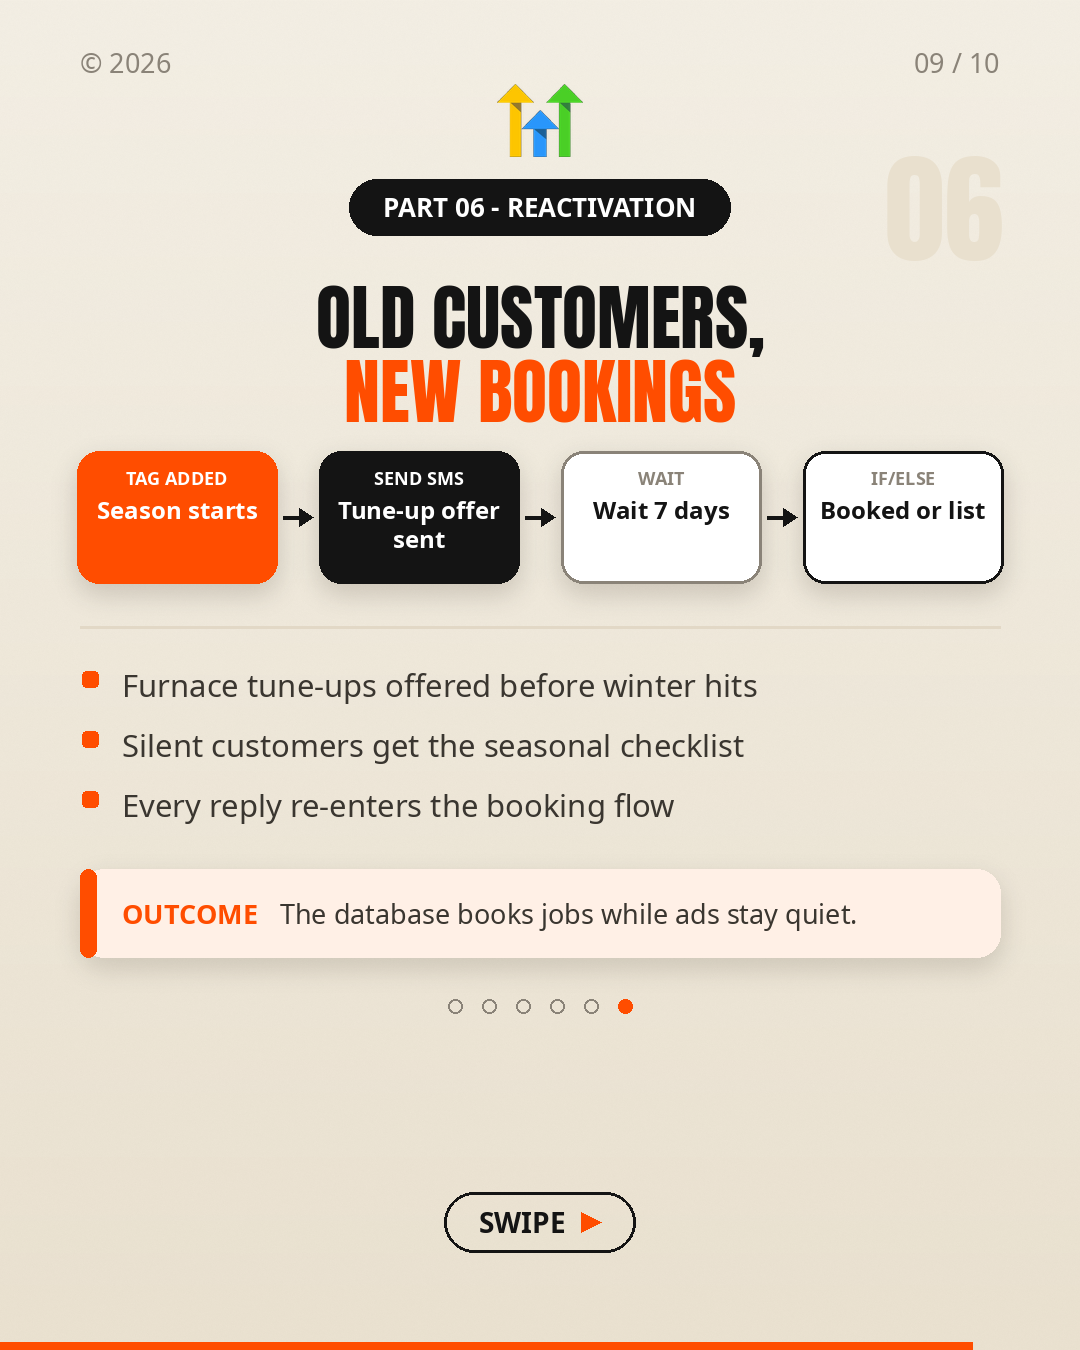 © 2026
09 / 10
06
PART 06 - REACTIVATION
OLD CUSTOMERS,
NEW BOOKINGS
TAG ADDED
Season starts
SEND SMS
Tune-up offer
sent
WAIT
Wait 7 days
IF/ELSE
Booked or list
Furnace tune-ups offered before winter hits
Silent customers get the seasonal checklist
Every reply re-enters the booking flow
OUTCOME The database books jobs while ads stay quiet.
SWIPE